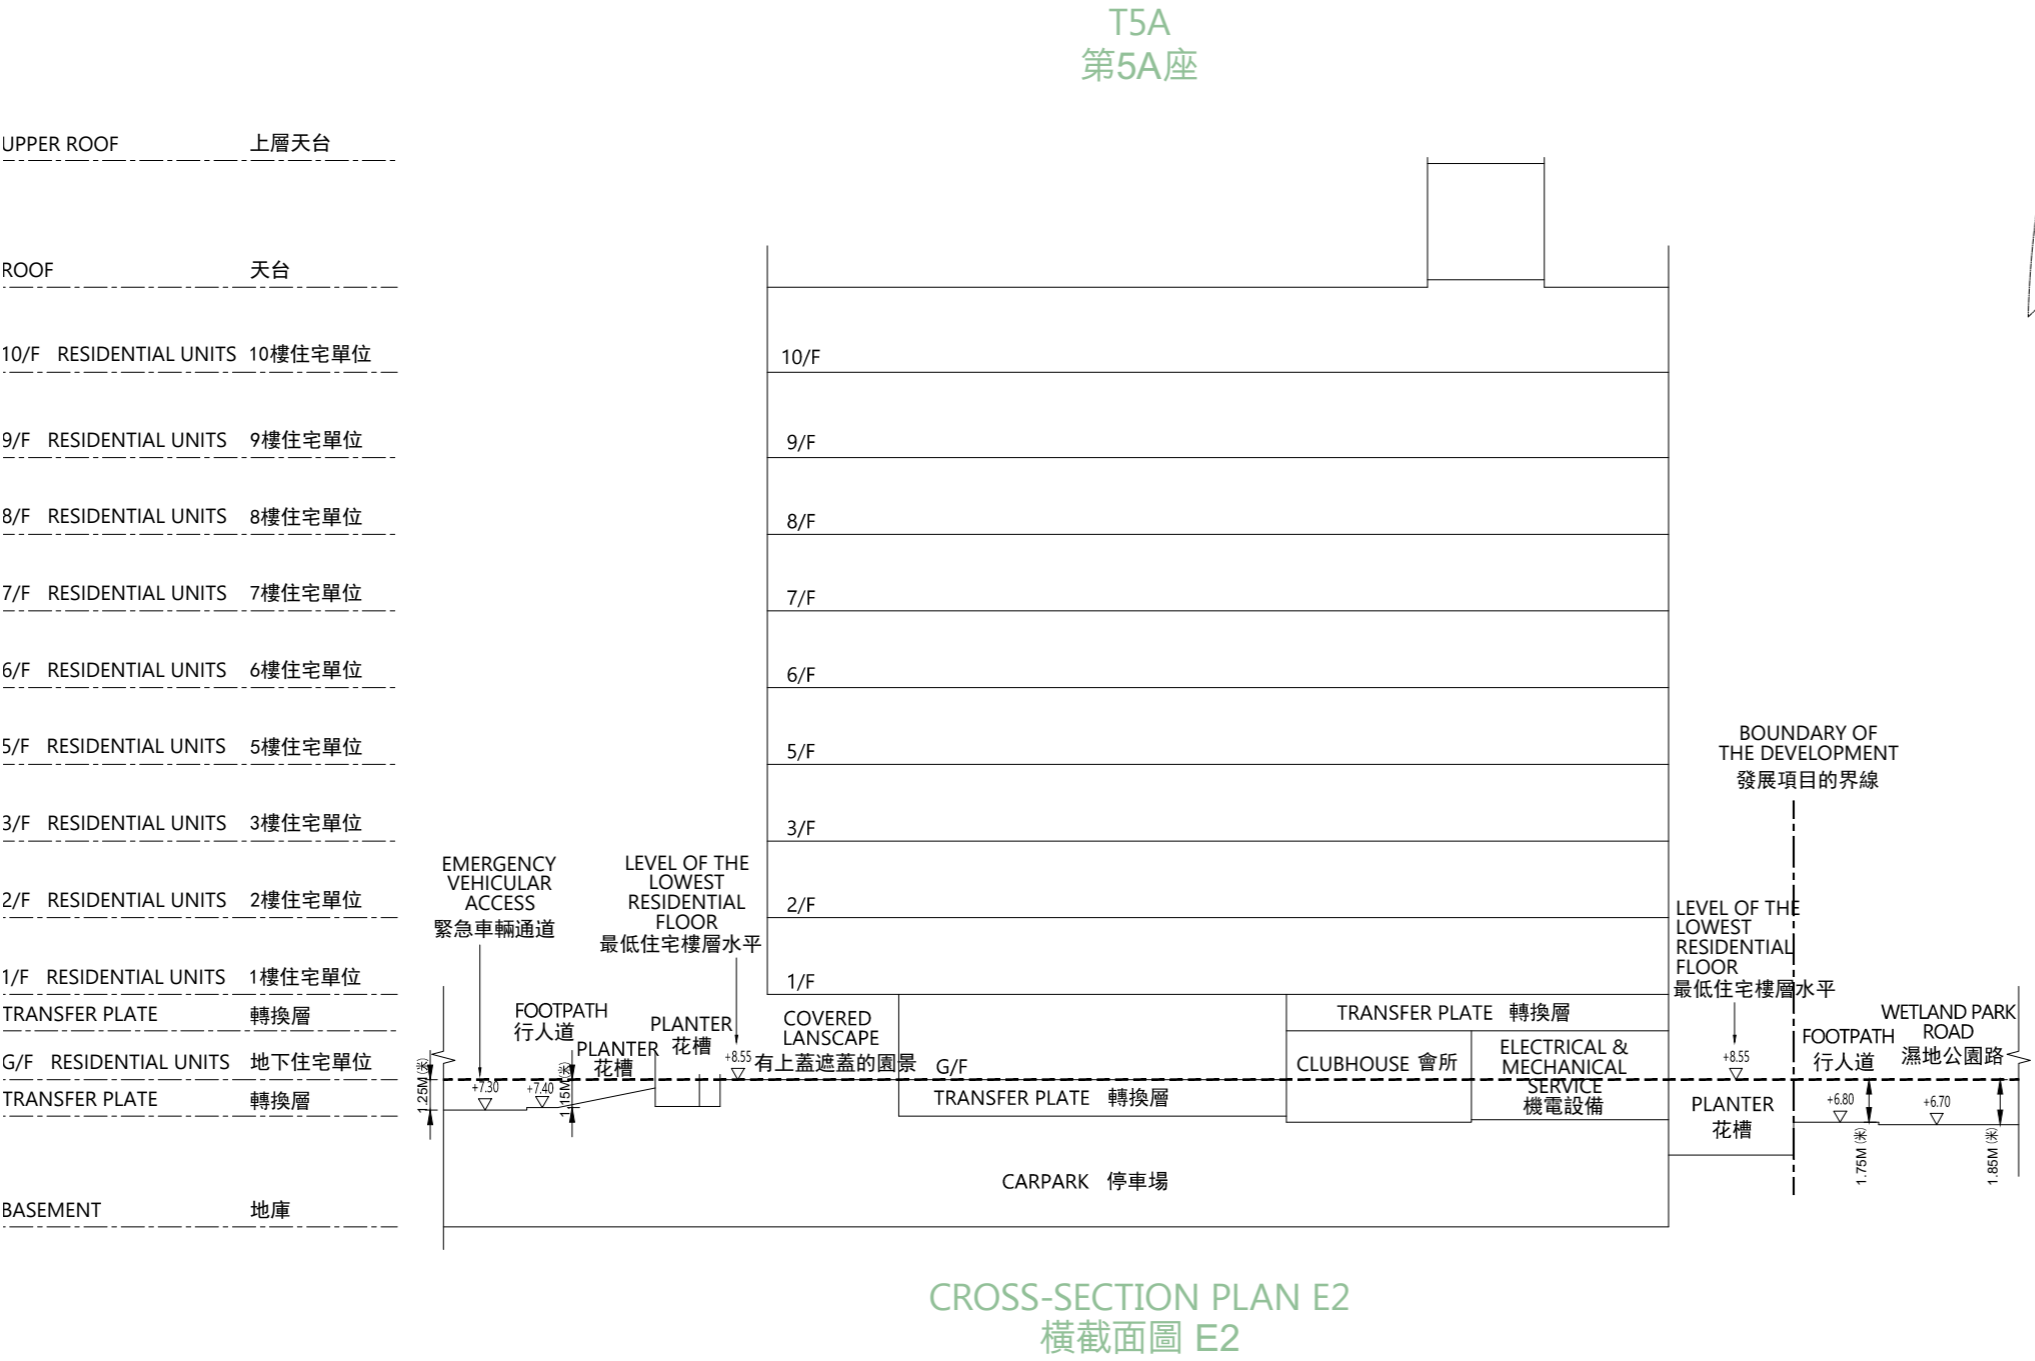 T5A
第5A座
UPPER ROOF 上層天台
ROOF 天台
10/F RESIDENTIAL UNITS 10樓住宅單位
10/F
9/F RESIDENTIAL UNITS 9樓住宅單位
9/F
8/F RESIDENTIAL UNITS 8樓住宅單位
8/F
7/F RESIDENTIAL UNITS 7樓住宅單位
7/F
6/F RESIDENTIAL UNITS 6樓住宅單位
6/F
5/F RESIDENTIAL UNITS 5樓住宅單位
5/F
3/F RESIDENTIAL UNITS 3樓住宅單位
3/F
2/F RESIDENTIAL UNITS 2樓住宅單位
2/F
1/F RESIDENTIAL UNITS 1樓住宅單位
1/F
TRANSFER PLATE 轉換層
G/F RESIDENTIAL UNITS 地下住宅單位
TRANSFER PLATE 轉換層
BASEMENT 地庫
EMERGENCY
VEHICULAR
ACCESS
緊急車輛通道
LEVEL OF THE
LOWEST
RESIDENTIAL
FLOOR
最低住宅樓層水平
FOOTPATH
行人道
PLANTER
花槽
PLANTER
花槽
1.25M (米)
+7.30
+7.40
1.15M (米)
+8.55
COVERED
LANSCAPE
有上蓋遮蓋的園景
G/F
TRANSFER PLATE 轉換層
TRANSFER PLATE 轉換層
CLUBHOUSE 會所
ELECTRICAL &
MECHANICAL
SERVICE
機電設備
CARPARK 停車場
BOUNDARY OF
THE DEVELOPMENT
發展項目的界線
LEVEL OF THE
LOWEST
RESIDENTIAL
FLOOR
最低住宅樓層水平
+8.55
PLANTER
花槽
FOOTPATH
行人道
WETLAND PARK
ROAD
濕地公園路
+6.80
+6.70
1.75M (米)
1.85M (米)
CROSS-SECTION PLAN E2
橫截面圖 E2